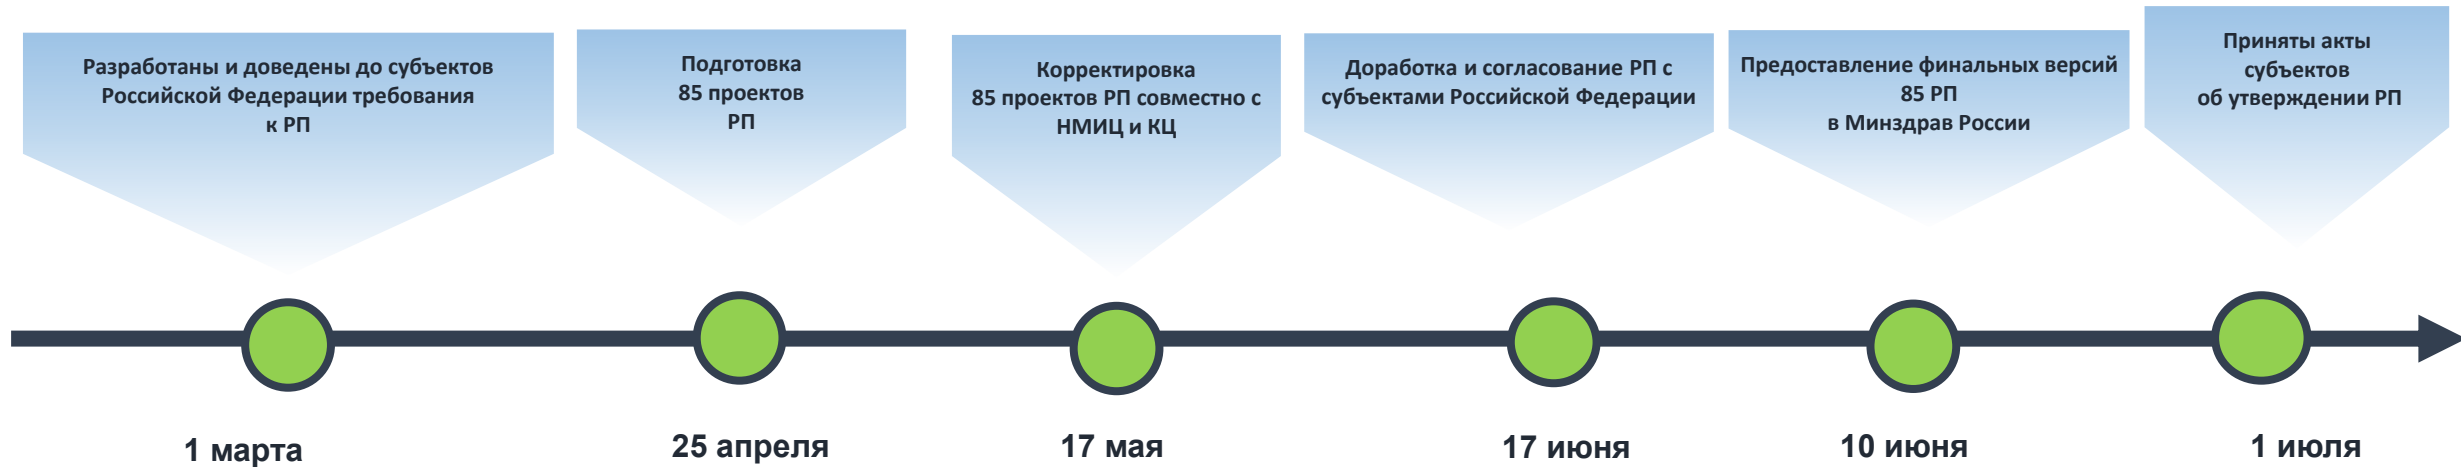 Разработаны и доведены до субъектов
Российской Федерации требования
к РП
Подготовка
85 проектов
РП
Корректировка
85 проектов РП совместно с
НМИЦ и КЦ
Доработка и согласование РП с
субъектами Российской Федерации
Предоставление финальных версий
85 РП
в Минздрав России
Приняты акты
субъектов
об утверждении РП
1 марта
25 апреля
17 мая
17 июня
10 июня
1 июля